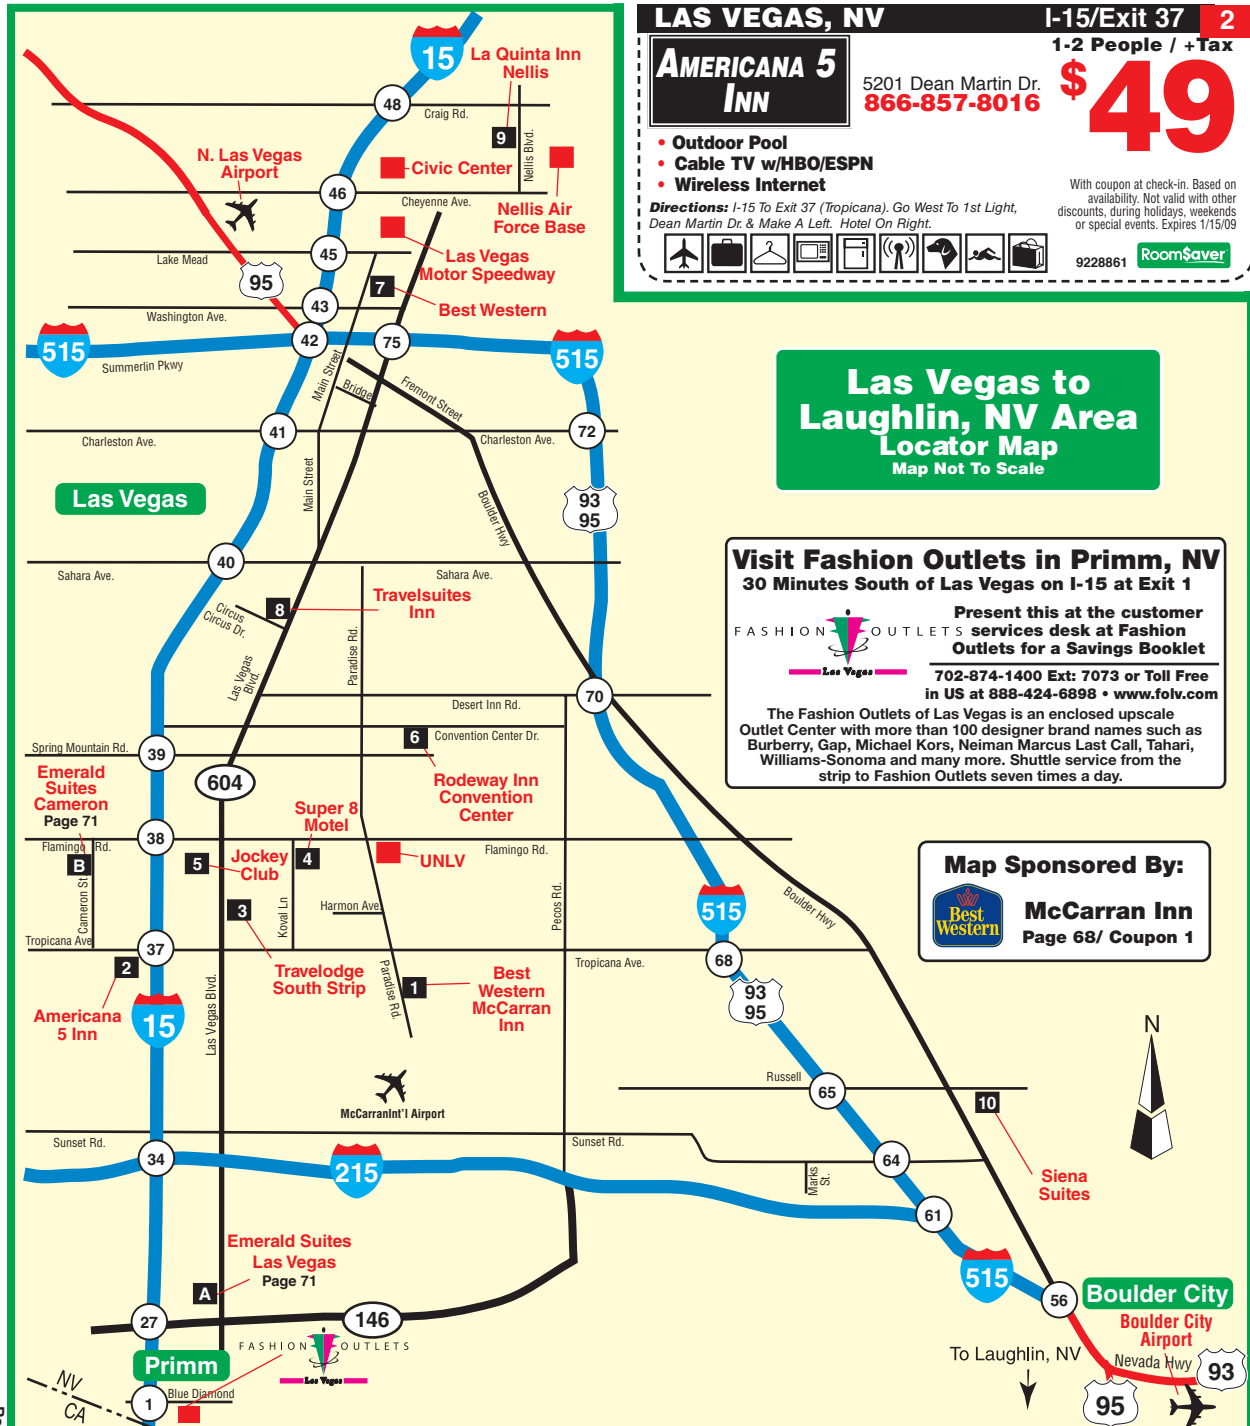 LAS VEGAS, NV
I-15/Exit 37
2
1-2 People / +Tax
AMERICANA 5
INN
5201 Dean Martin Dr.
866-857-8016
$49
• Outdoor Pool
• Cable TV w/HBO/ESPN
• Wireless Internet
Directions: I-15 To Exit 37 (Tropicana). Go West To 1st Light,
Dean Martin Dr. & Make A Left. Hotel On Right.
With coupon at check-in. Based on
availability. Not valid with other
discounts, during holidays, weekends
or special events. Expires 1/15/09
9228861
RoomSaver
15
La Quinta Inn
Nellis
48
Craig Rd.
9
Nellis Blvd.
N. Las Vegas
Airport
Civic Center
46
Cheyenne Ave.
Nellis Air
Force Base
45
Lake Mead
Las Vegas
Motor Speedway
95
7
43
Best Western
Washington Ave.
42
75
515
515
Summerlin Pkwy
Main Street
Bridge
Fremont Street
Las Vegas to
Laughlin, NV Area
Locator Map
Map Not To Scale
41
72
Charleston Ave.
Charleston Ave.
Las Vegas
Main Street
Boulder Hwy
93
95
40
Sahara Ave.
Sahara Ave.
Circus
Circus Dr.
8
Travelsuites
Inn
Las Vegas
Blvd.
Paradise Rd.
Visit Fashion Outlets in Primm, NV
30 Minutes South of Las Vegas on I-15 at Exit 1
FASHION OUTLETS
Las Vegas
Present this at the customer
services desk at Fashion
Outlets for a Savings Booklet
702-874-1400 Ext: 7073 or Toll Free
in US at 888-424-6898 • www.folv.com
The Fashion Outlets of Las Vegas is an enclosed upscale
Outlet Center with more than 100 designer brand names such as
Burberry, Gap, Michael Kors, Neiman Marcus Last Call, Tahari,
Williams-Sonoma and many more. Shuttle service from the
strip to Fashion Outlets seven times a day.
70
Desert Inn Rd.
6
Convention Center Dr.
Spring Mountain Rd.
39
Emerald
Suites
Cameron
Page 71
604
Rodeway Inn
Convention
Center
Super 8
Motel
38
Flamingo Rd.
B
Cameron St.
5
Jockey
Club
4
UNLV
Flamingo Rd.
Pecos Rd.
Boulder Hwy
3
Koval Ln
Harmon Ave.
515
Map Sponsored By:
Best
Western
McCarran Inn
Page 68/ Coupon 1
Tropicana Ave.
37
Tropicana Ave.
68
2
Travelodge
South Strip
Paradise Rd.
1
Best
Western
McCarran
Inn
93
95
Americana
5 Inn
15
Las Vegas Blvd.
N
McCarranInt'l Airport
Russell
65
10
Sunset Rd.
Sunset Rd.
34
215
64
Marks
St.
Siena
Suites
61
Emerald Suites
Las Vegas
Page 71
A
515
27
146
56
Boulder City
Boulder City
Airport
FASHION OUTLETS
Las Vegas
Primm
To Laughlin, NV
Nevada Hwy
93
95
NV
CA
1
Blue Diamond